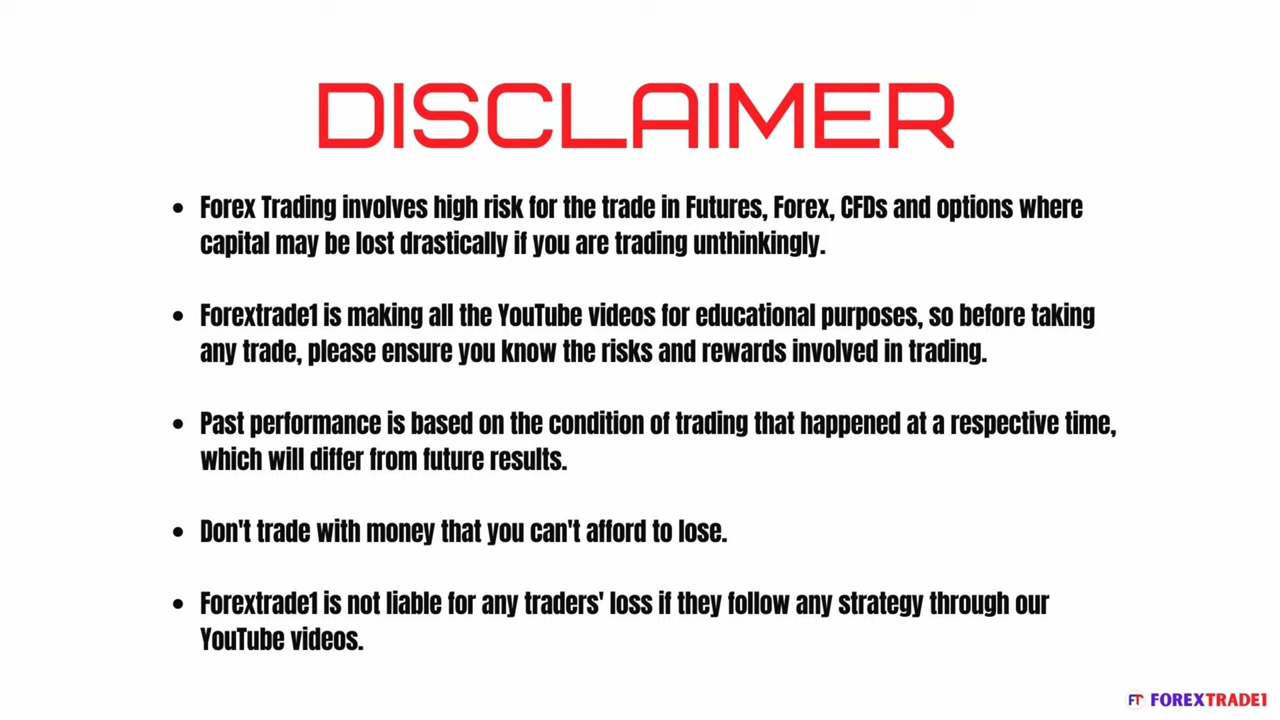 DISCLAIMER
• Forex Trading involves high risk for the trade in Futures, Forex, CFDs and options where
capital may be lost drastically if you are trading unthinkingly.
• Forextrade1 is making all the YouTube videos for educational purposes, so before taking
any trade, please ensure you know the risks and rewards involved in trading.
• Past performance is based on the condition of trading that happened at a respective time,
which will differ from future results.
• Don't trade with money that you can't afford to lose.
• Forextrade1 is not liable for any traders' loss if they follow any strategy through our
YouTube videos.
FT FOREXTRADE1